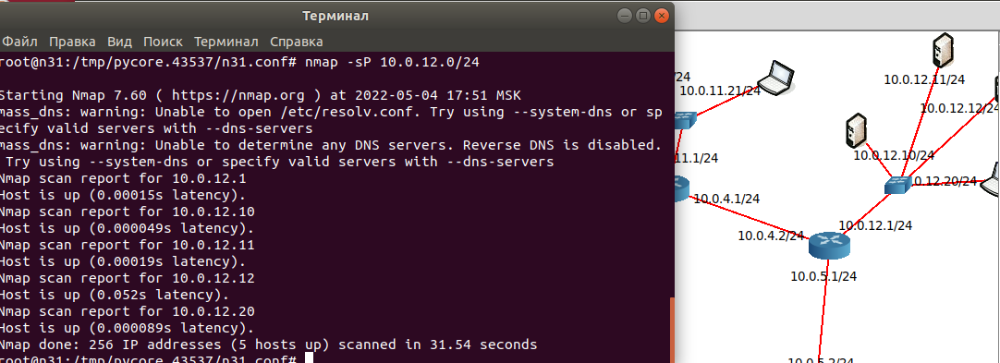 Терминал
Файл Правка Вид Поиск Терминал Справка
root@n31:/tmp/pycore.43537/n31.conf# nmap -sP 10.0.12.0/24
Starting Nmap 7.60 ( https://nmap.org ) at 2022-05-04 17:51 MSK
mass_dns: warning: Unable to open /etc/resolv.conf. Try using --system-dns or sp
ecify valid servers with --dns-servers
mass_dns: warning: Unable to determine any DNS servers. Reverse DNS is disabled.
Try using --system-dns or specify valid servers with --dns-servers
Nmap scan report for 10.0.12.1
Host is up (0.00015s latency).
Nmap scan report for 10.0.12.10
Host is up (0.000049s latency).
Nmap scan report for 10.0.12.11
Host is up (0.00019s latency).
Nmap scan report for 10.0.12.12
Host is up (0.052s latency).
Nmap scan report for 10.0.12.20
Host is up (0.000089s latency).
Nmap done: 256 IP addresses (5 hosts up) scanned in 31.54 seconds
root@n31:/tmp/pycore.43537/n31.conf#
/24
10.0.11.21/24
11.1/24
10.0.4.1/24
10.0.4.2/24
10.0.12.11/24
10.0.12.12/24
10.0.12.10/24
0.12.20/24
10.0.12.1/24
10.0.5.1/24
10.0.5.2/24